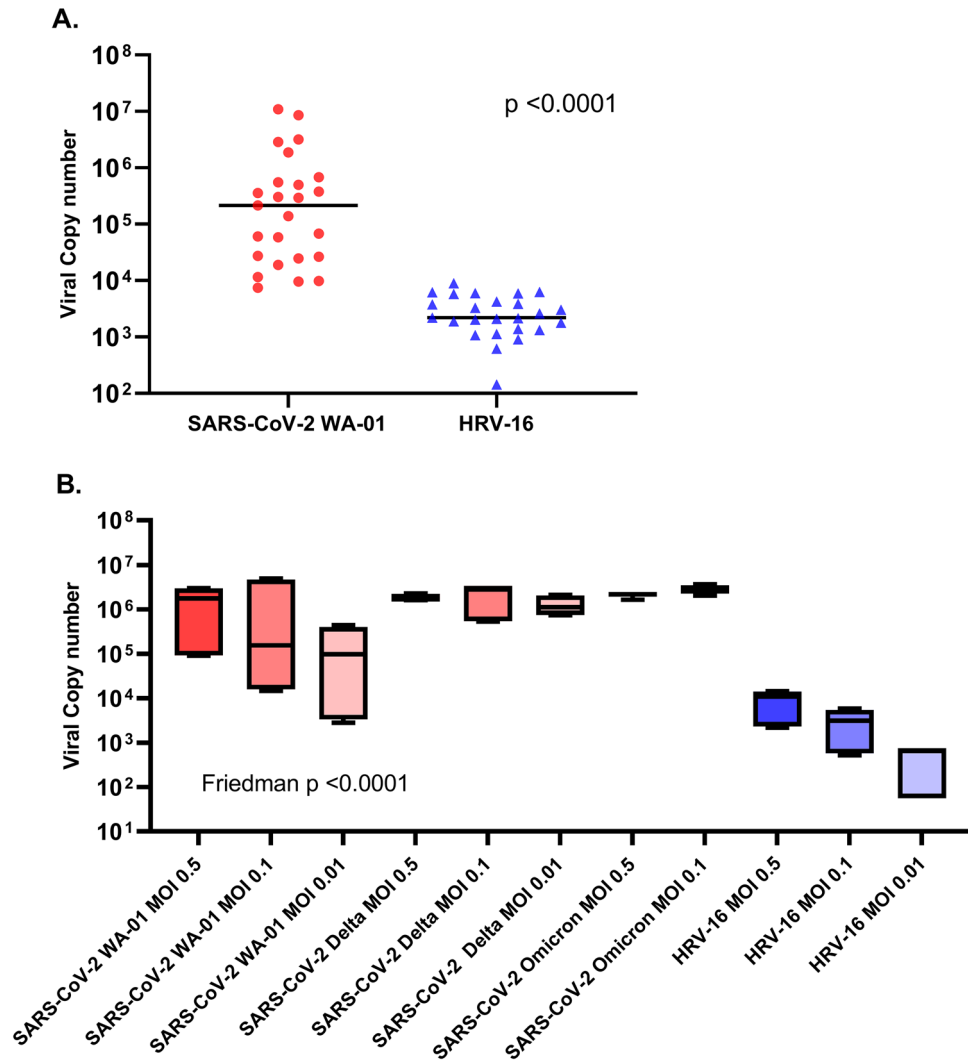 A.
10⁸
10⁷
10⁶
10⁵
10⁴
10³
10²
Viral Copy number
p <0.0001
SARS-CoV-2 WA-01
HRV-16
B.
10⁸
10⁷
10⁶
10⁵
10⁴
10³
10²
10¹
Viral Copy number
Friedman p <0.0001
SARS-CoV-2 WA-01 MOI 0.5
SARS-CoV-2 WA-01 MOI 0.1
SARS-CoV-2 WA-01 MOI 0.01
SARS-CoV-2 Delta MOI 0.5
SARS-CoV-2 Delta MOI 0.1
SARS-CoV-2 Delta MOI 0.01
SARS-CoV-2 Omicron MOI 0.5
SARS-CoV-2 Omicron MOI 0.1
HRV-16 MOI 0.5
HRV-16 MOI 0.1
HRV-16 MOI 0.01